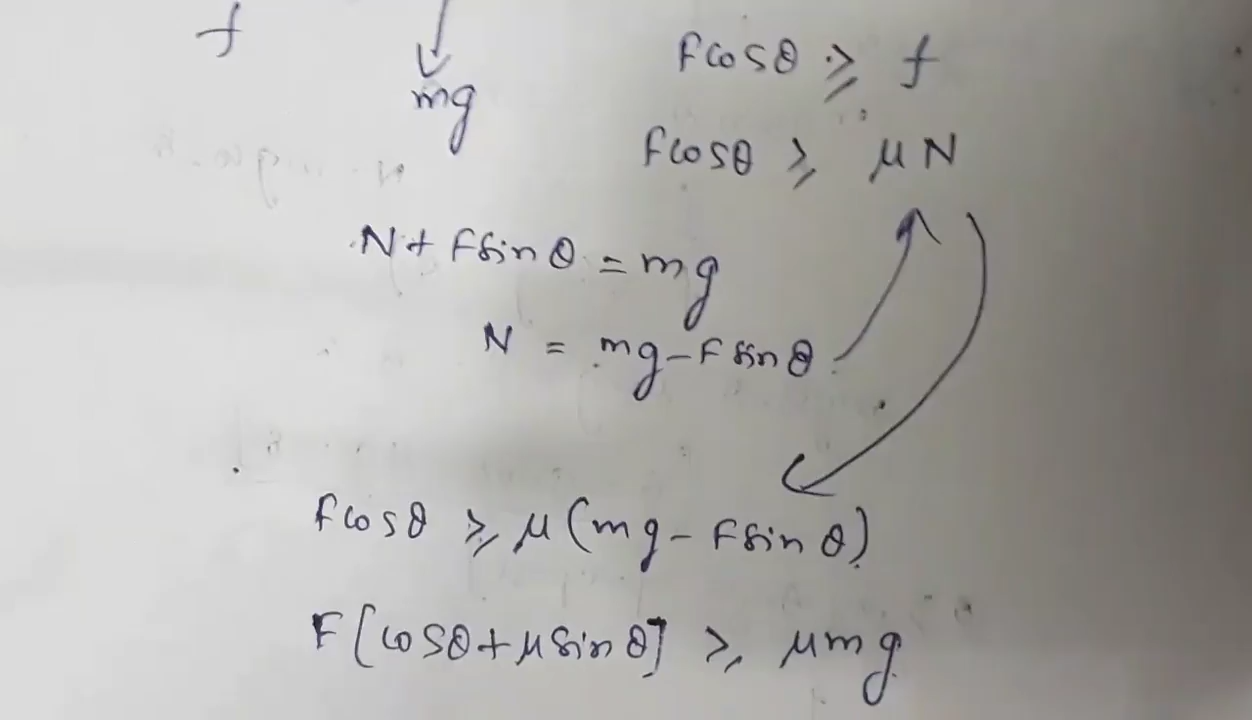 f
mg
Fcosθ ≥ f
fcosθ ≥ μN
N + Fsinθ = mg
N = mg - Fsinθ
fcosθ ≥ μ(mg - Fsinθ)
F[cosθ + μsinθ] ≥ μmg